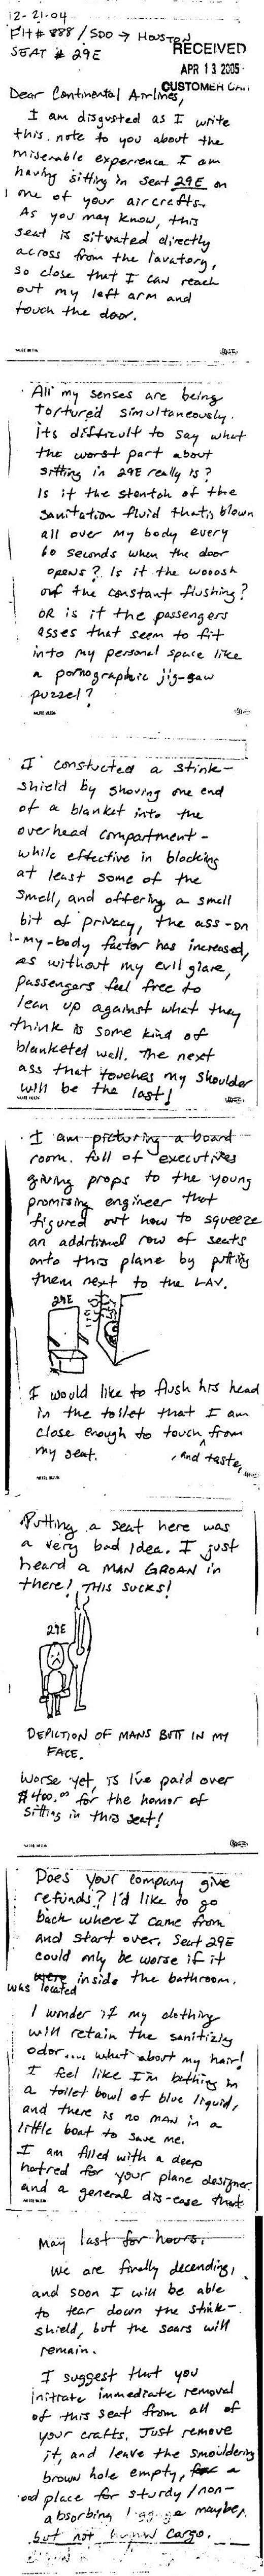 12-21-04
FlH# 888 / SDO → HOUSTON
SEAT # 29E
RECEIVED
APR 13 2005
CUSTOMER
Dear Continental Airlines,
I am disgusted as I write
this note to you about the
miserable experience I am
having sitting in seat 29E on
one of your aircrafts.
As you may know, this
seat is situated directly
across from the lavatory,
so close that I can reach
out my left arm and
touch the door.
All my senses are being
tortured simultaneously.
Its difficult to say what
the worst part about
sitting in 29E really is?
Is it the stench of the
sanitation fluid that is blown
all over my body every
60 seconds when the door
opens? Is it the wooosh
of the constant flushing?
OR is it the passengers
asses that seem to fit
into my personal space like
a pornographic jig-saw
puzzel?
I constucted a stink-
shield by shoving one end
of a blanket into the
overhead compartment -
while effective in blocking
at least some of the
smell, and offering a small
bit of privacy, the ass-on
-my-body factor has increased,
as without my evil glare,
passengers feel free to
lean up against what they
think is some kind of
blanketed wall. The next
ass that touches my shoulder
will be the last!
I am picturing a board
room. full of executives
giving props to the young
promising engineer that
figured out how to squeeze
an additional row of seats
onto this plane by putting
them next to the LAV.
29E
I would like to flush his head
in the toilet that I am
close enough to touch, from
my seat.
, and taste,
Putting a seat here was
a very bad idea. I just
heard a MAN GROAN in
there! THIS SUCKS!
29E
DEPICTION OF MANS BUTT IN MY
FACE.
Worse yet, is I've paid over
$400.00 for the honor of
sitting in this seat!
Does your company give
refunds? I'd like to go
back where I came from
and start over. Seat 29E
could only be worse if it
were inside the bathroom.
was located
I wonder if my clothing
will retain the sanitizing
odor.... what about my hair!
I feel like I'm bathing in
a toilet bowl of blue liquid,
and there is no man in a
little boat to save me.
I am filled with a deep
hatred for your plane designer
and a general dis-ease that
may last for hours.
We are finally decending,
and soon I will be able
to tear down the stink-
shield, but the scars will
remain.
I suggest that you
initiate immediate removal
of this seat from all of
your crafts. Just remove
it, and leave the smouldering
brown hole empty, a
good place for sturdy/non-
absorbing luggage maybe,
but not human cargo.